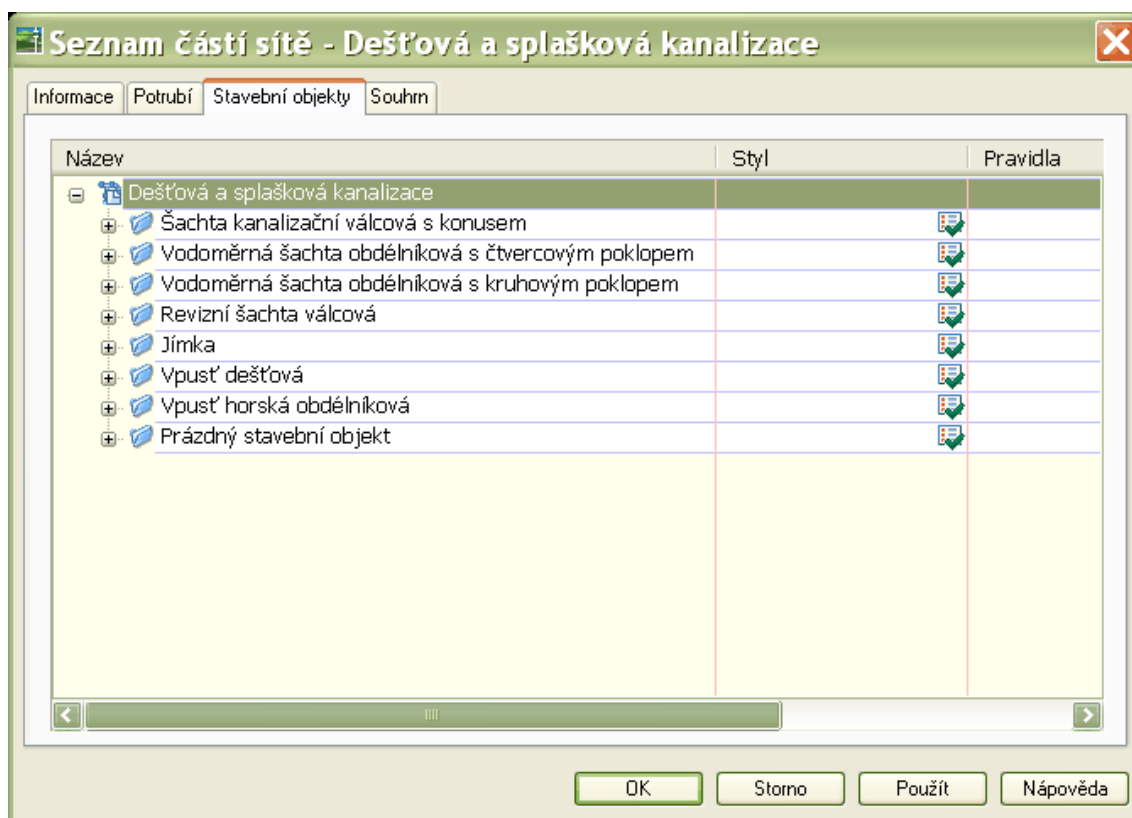 Seznam částí sítě - Dešťová a splašková kanalizace
Informace Potrubí Stavební objekty Souhrn
Název Styl Pravidla
Dešťová a splašková kanalizace
Šachta kanalizační válcová s konusem
Vodoměrná šachta obdélníková s čtvercovým poklopem
Vodoměrná šachta obdélníková s kruhovým poklopem
Revizní šachta válcová
Jímka
Vpusť dešťová
Vpusť horská obdélníková
Prázdný stavební objekt
OK Storno Použít Nápověda